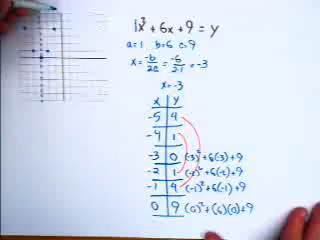 1x² + 6x + 9 = y
a=1 b=6 c=9
x = -b/2a = -6/2·1 = -3
x = -3
x y
-5 4
-4 1
-3 0 (-3)² + 6(-3) + 9
-2 1 (-2)² + 6(-2) + 9
-1 4 (-1)² + 6(-1) + 9
0 9 (0)² + (6)(0) + 9